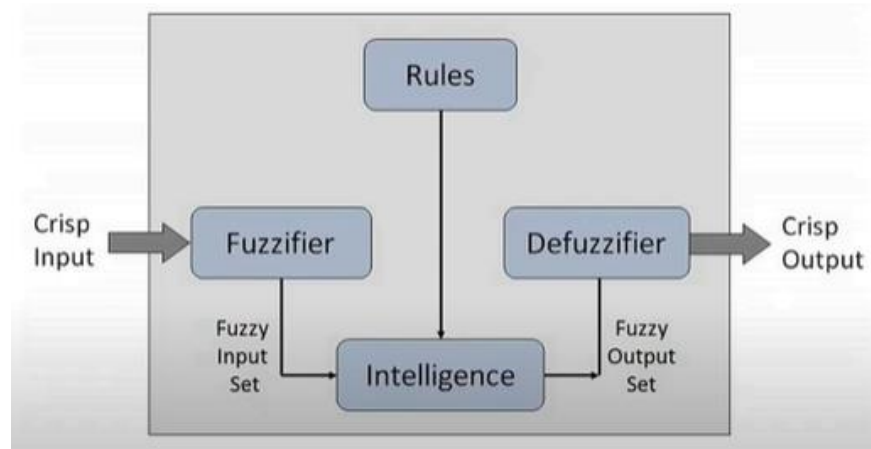 Rules
Crisp
Input
Fuzzifier
Defuzzifier
Crisp
Output
Fuzzy
Input
Set
Fuzzy
Output
Set
Intelligence